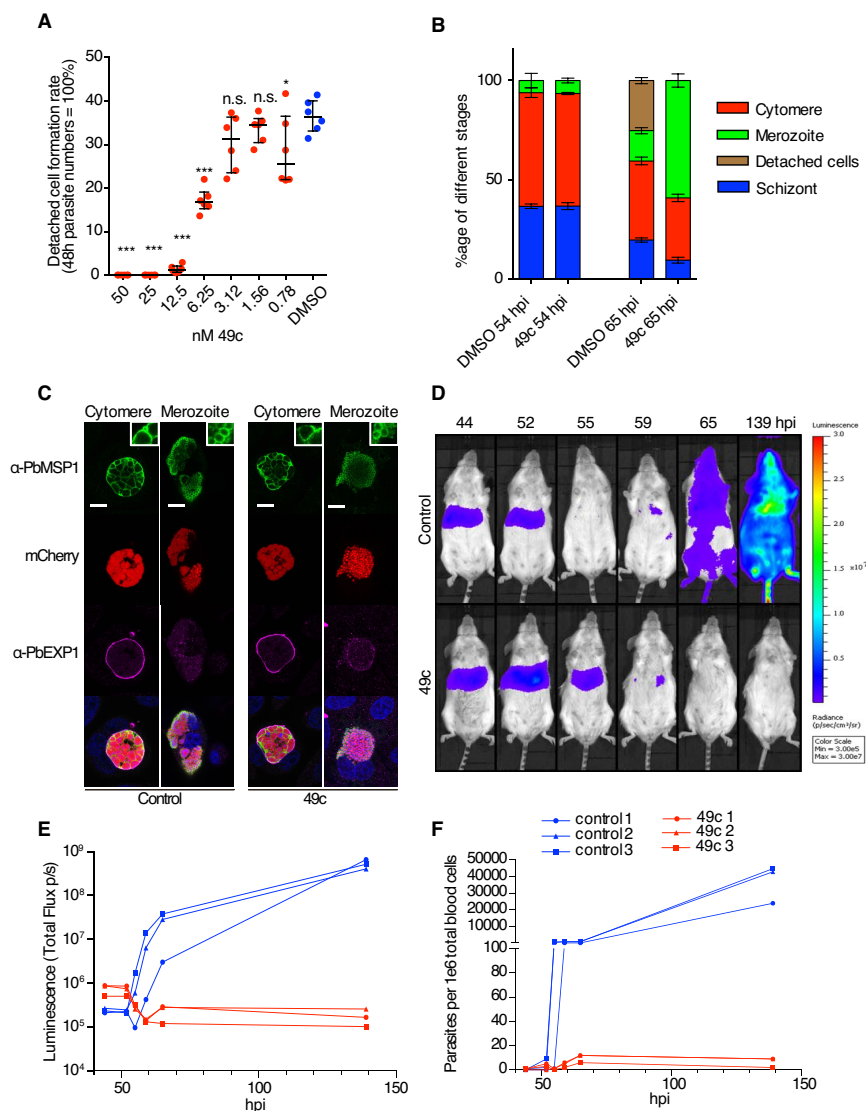 A
Detached cell formation rate
(48h parasite numbers = 100%)
50
40
30
20
10
0
***
***
***
***
n.s.
n.s.
*
50
25
12.5
6.25
3.12
1.56
0.78
DMSO
nM 49c
B
%age of different stages
100
50
0
DMSO 54 hpi
49c 54 hpi
DMSO 65 hpi
49c 65 hpi
Cytomere
Merozoite
Detached cells
Schizont
C
Cytomere Merozoite Cytomere Merozoite
α-PbMSP1
mCherry
α-PbEXP1
Control 49c
D
44 52 55 59 65 139 hpi
Control
49c
Luminescence
3.0
2.5
2.0
1.5
x10⁷
1.0
0.5
Radiance
(p/sec/cm²/sr)
Color Scale
Min = 3.00e5
Max = 3.00e7
E
Luminescence (Total Flux p/s)
10⁹
10⁸
10⁷
10⁶
10⁵
10⁴
50 100 150
hpi
control 1
control 2
control 3
49c 1
49c 2
49c 3
F
Parasites per 1e6 total blood cells
50000
40000
30000
20000
10000
100
80
60
40
20
0
50 100 150
hpi